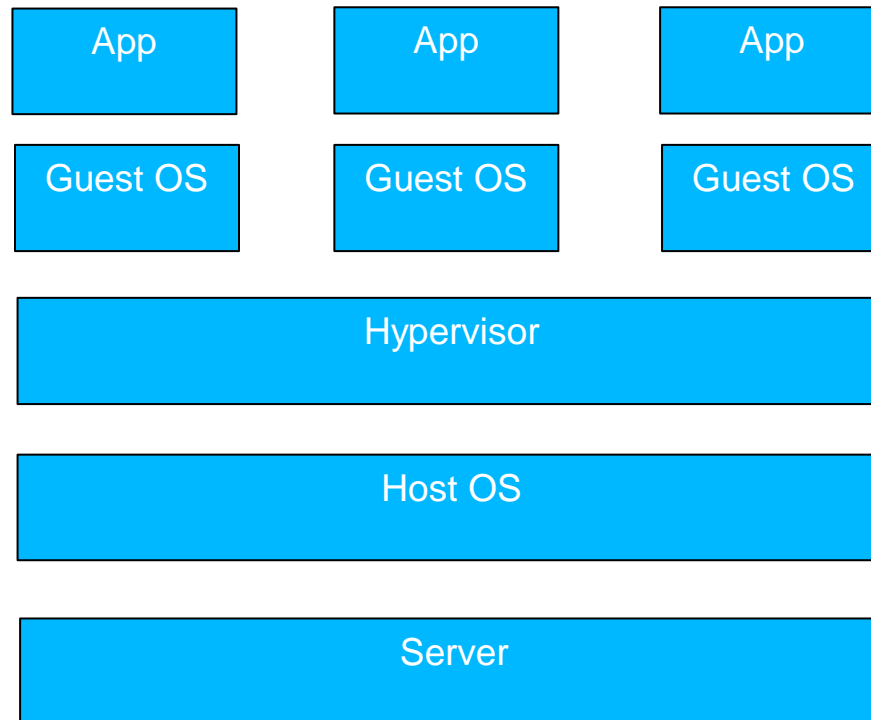 App
App
App
Guest OS
Guest OS
Guest OS
Hypervisor
Host OS
Server